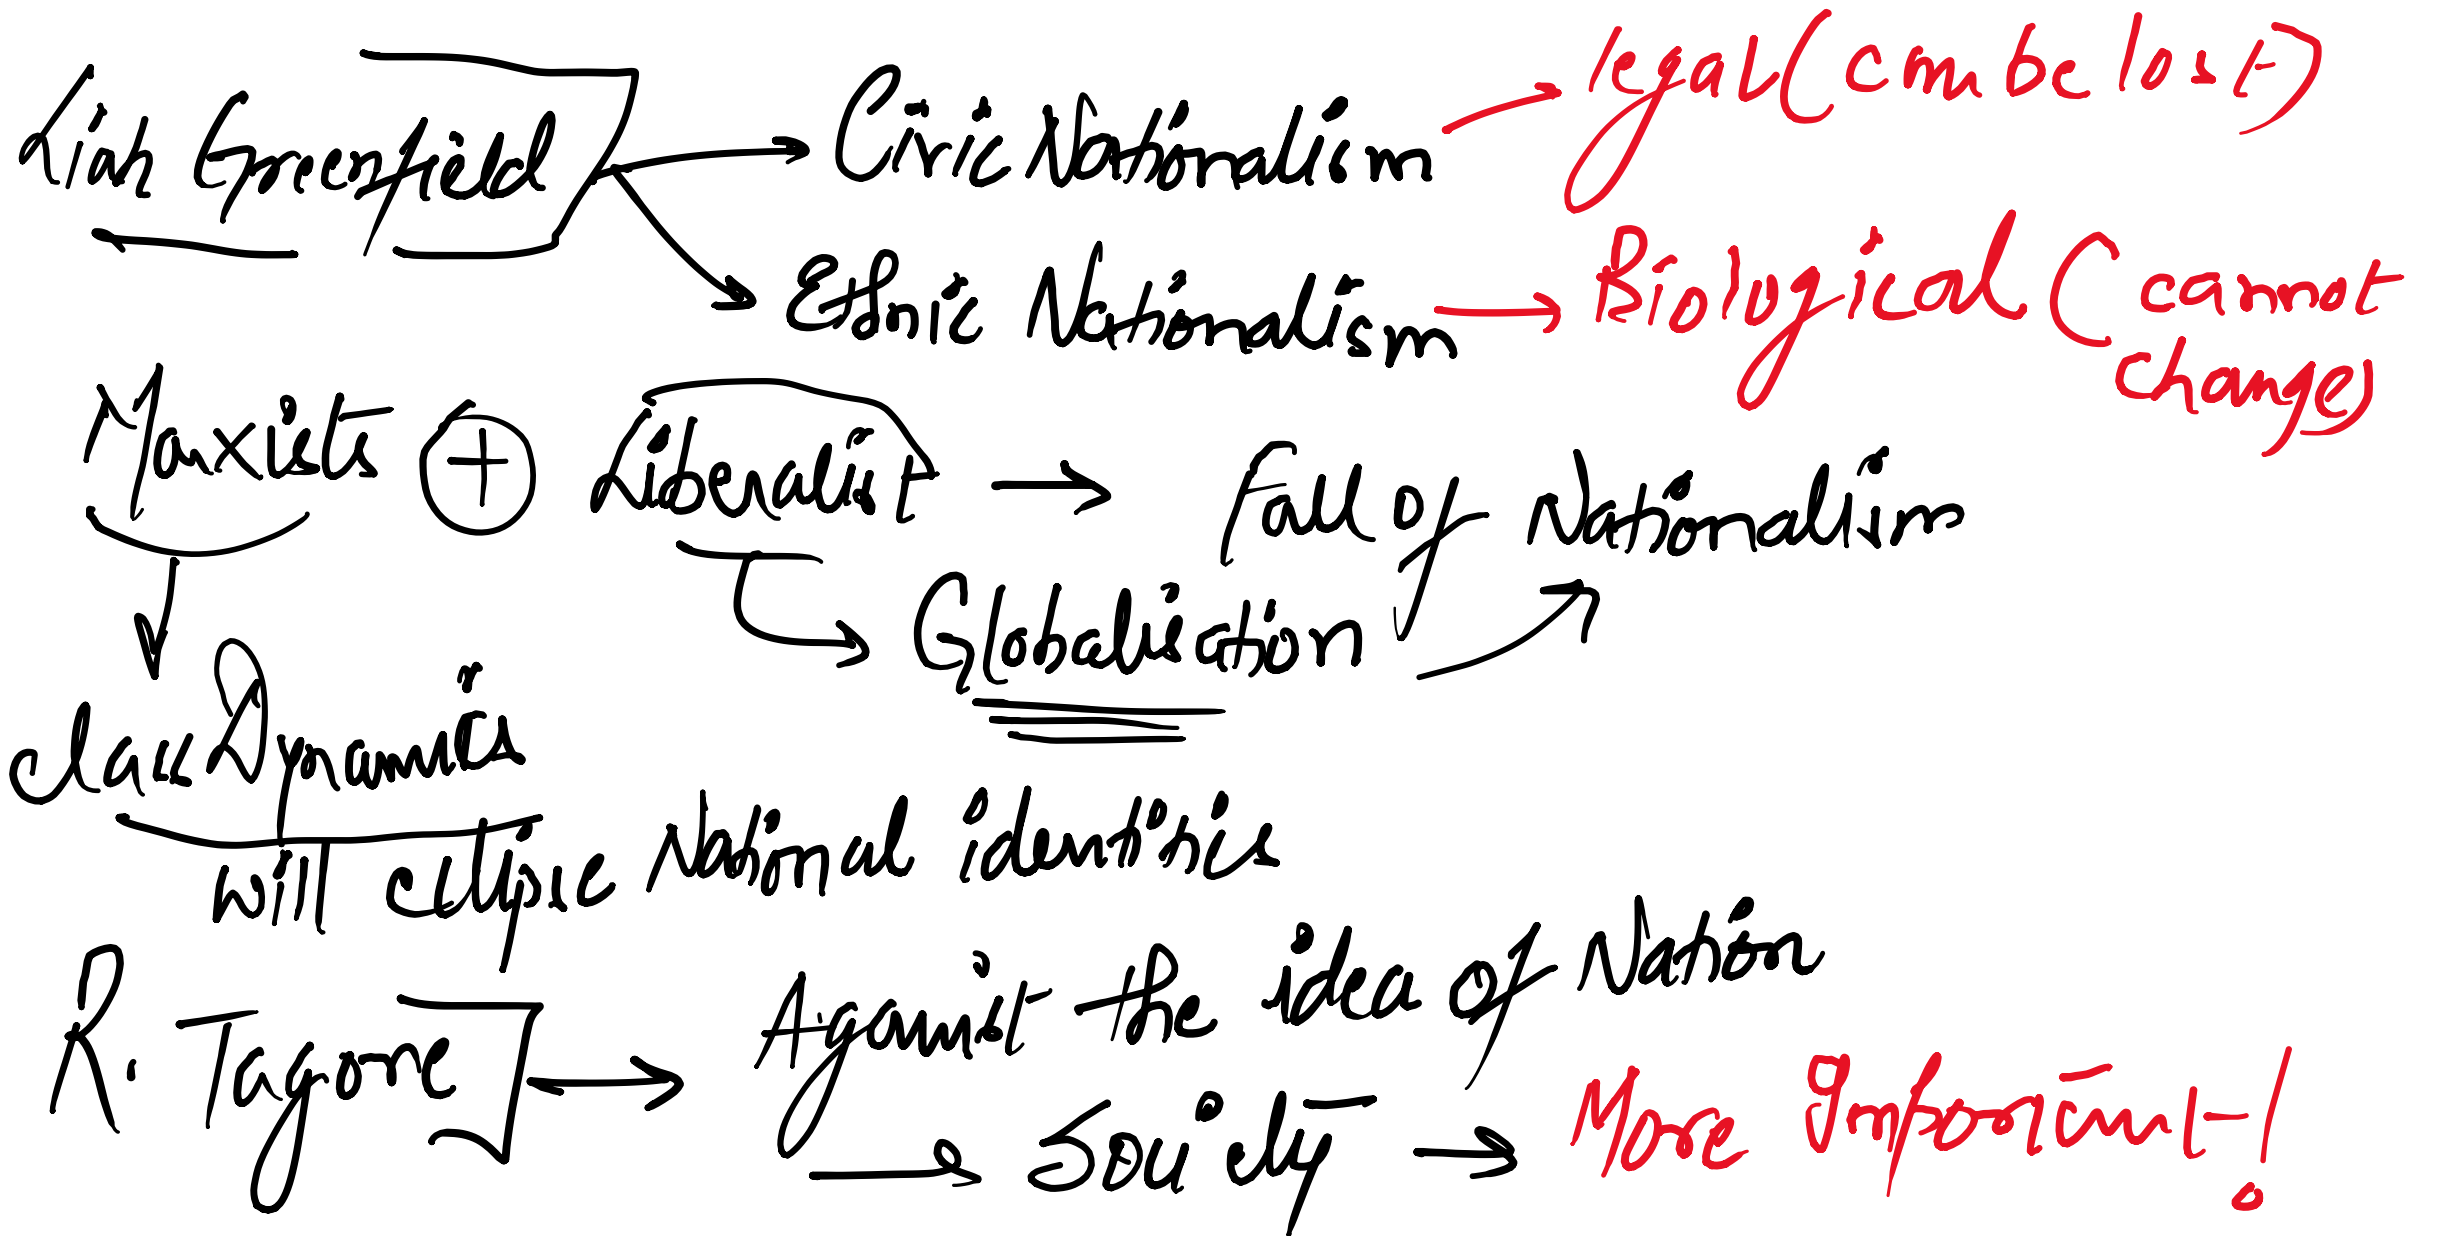 Liah Greenfield → Civic Nationalism → legal (can be lost)
→ Ethnic Nationalism → Biological (cannot change)
Marxists + Liberalist → Fall of Nationalism
→ Globalisation
Class Dynamics
will ecllipse National identities
R. Tagore → Against the idea of Nation
→ Society → More Important!